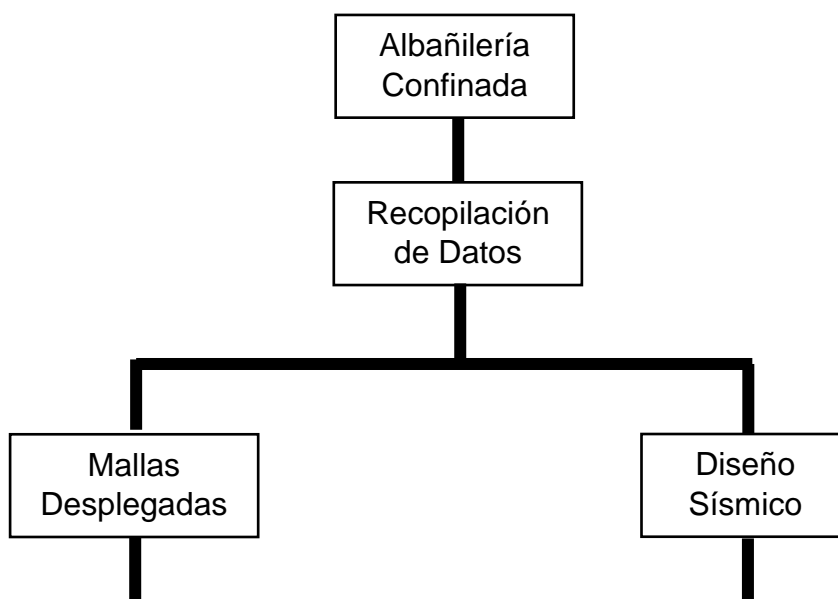 Albañilería
Confinada
Recopilación
de Datos
Mallas
Desplegadas
Diseño
Sísmico